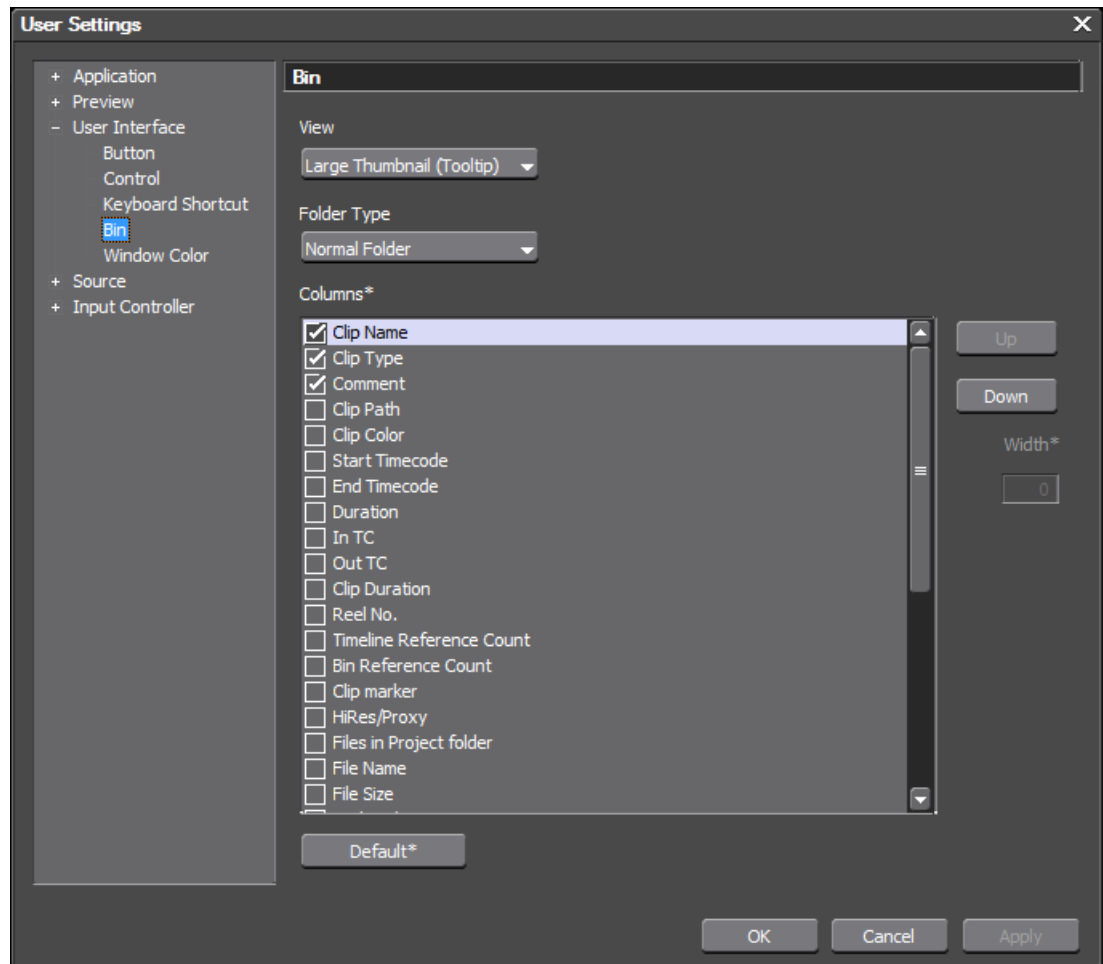 User Settings
+ Application
+ Preview
- User Interface
Button
Control
Keyboard Shortcut
Bin
Window Color
+ Source
+ Input Controller
Bin
View
Large Thumbnail (Tooltip)
Folder Type
Normal Folder
Columns*
Clip Name
Clip Type
Comment
Clip Path
Clip Color
Start Timecode
End Timecode
Duration
In TC
Out TC
Clip Duration
Reel No.
Timeline Reference Count
Bin Reference Count
Clip marker
HiRes/Proxy
Files in Project folder
File Name
File Size
Up
Down
Width*
0
Default*
OK
Cancel
Apply